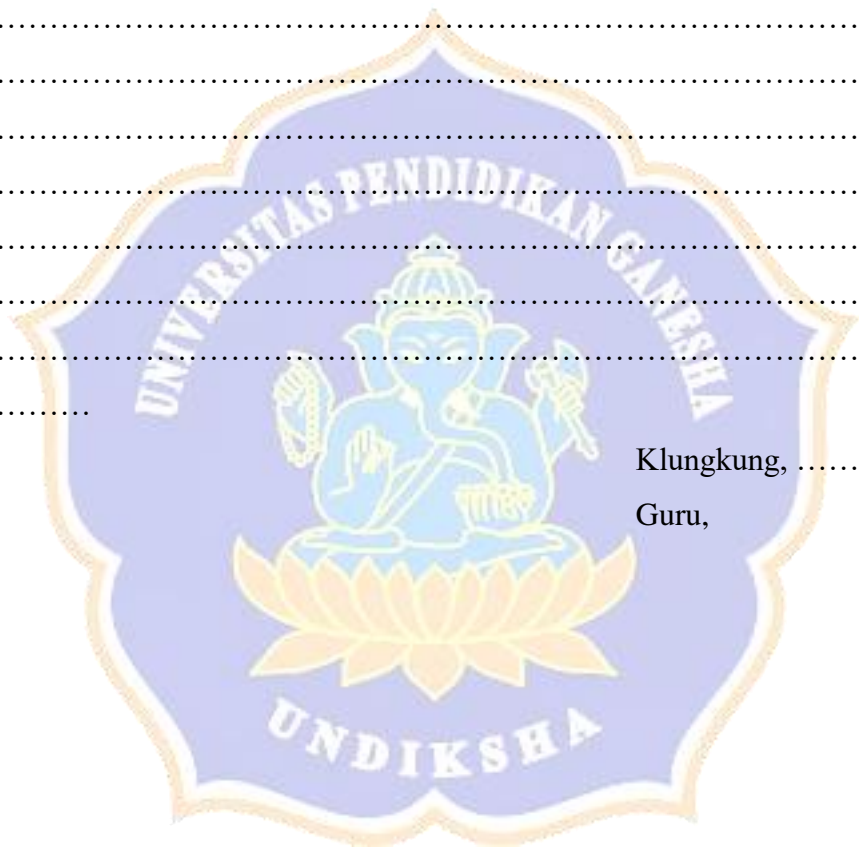 ……………………………………………………………………………
……………………………………………………………………………
……………………………………………………………………………
……………………………………………………………………………
……………………………………………………………………………
……………………………………………………………………………
……………………………………………………………………………
………
UNIVERSITAS PENDIDIKAN GANESHA
Klungkung, ……
Guru,
UNDIKSHA